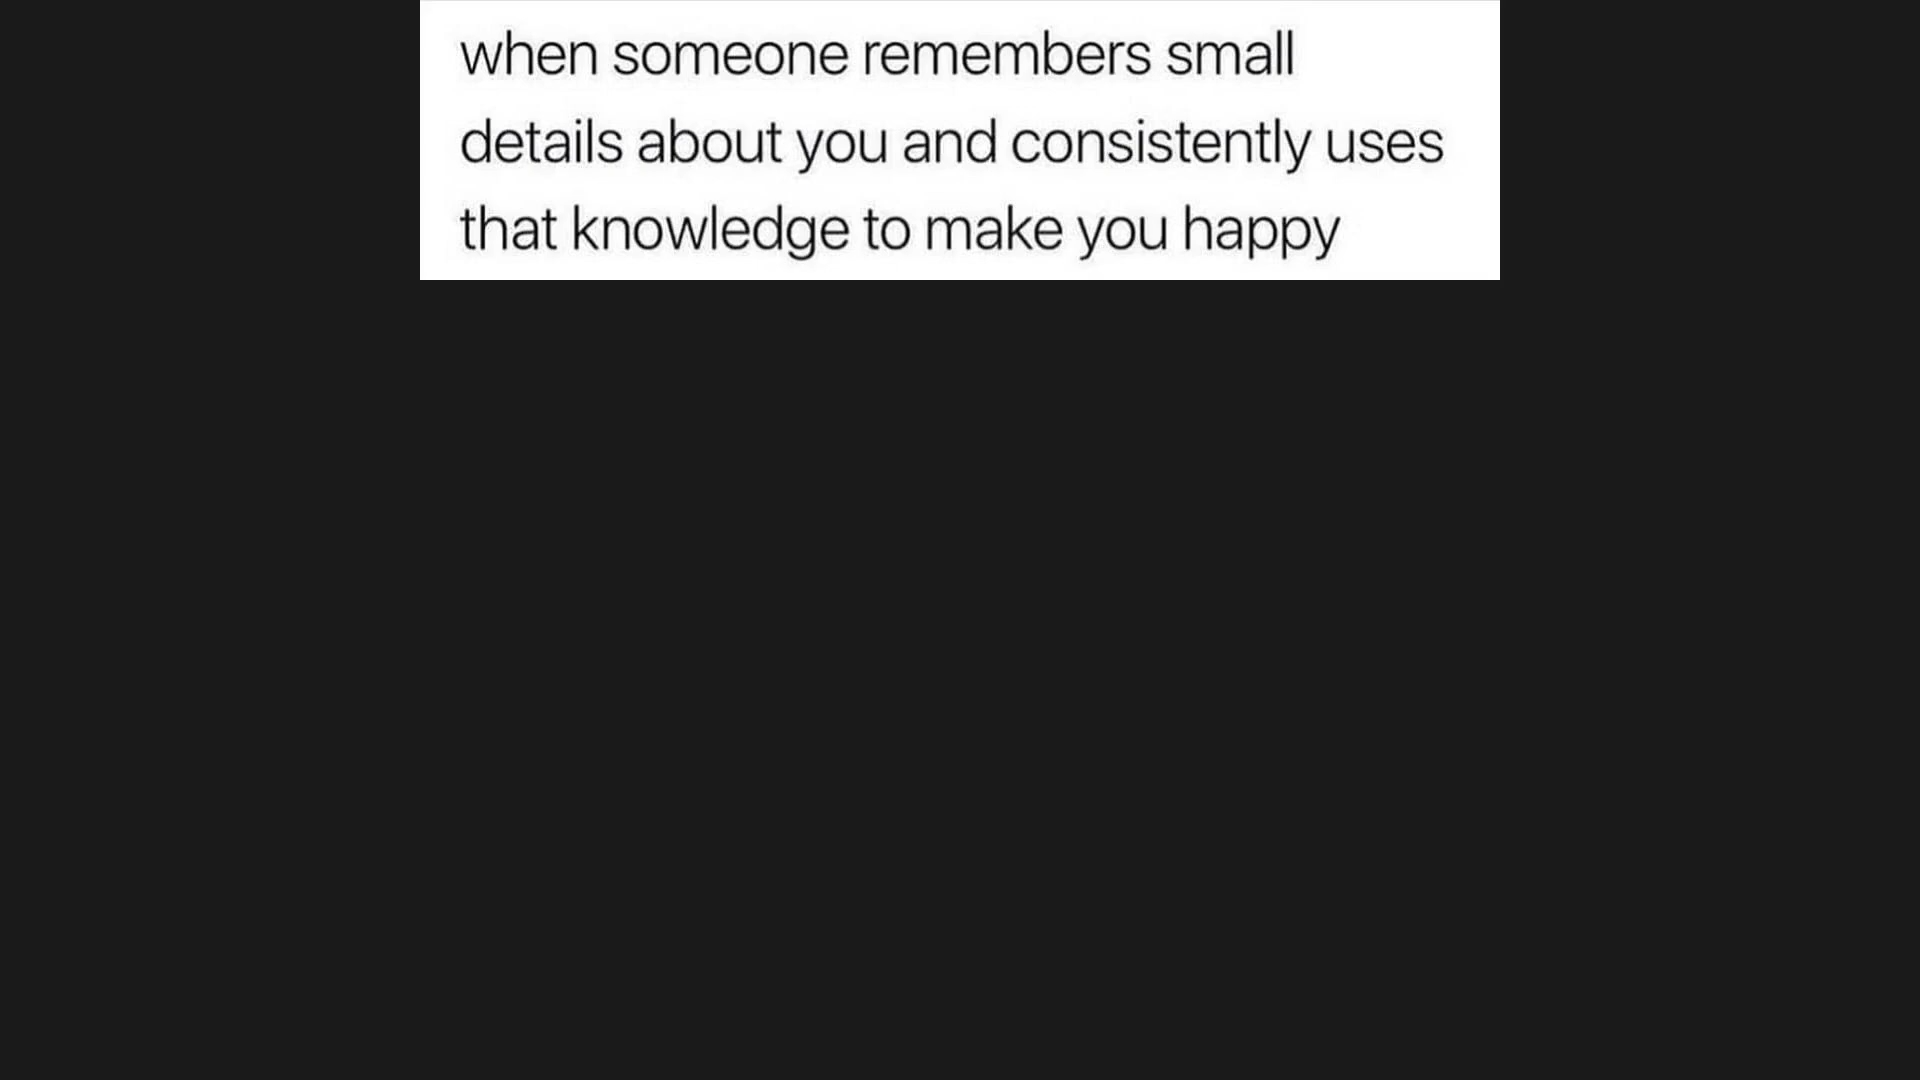 when someone remembers small
details about you and consistently uses
that knowledge to make you happy